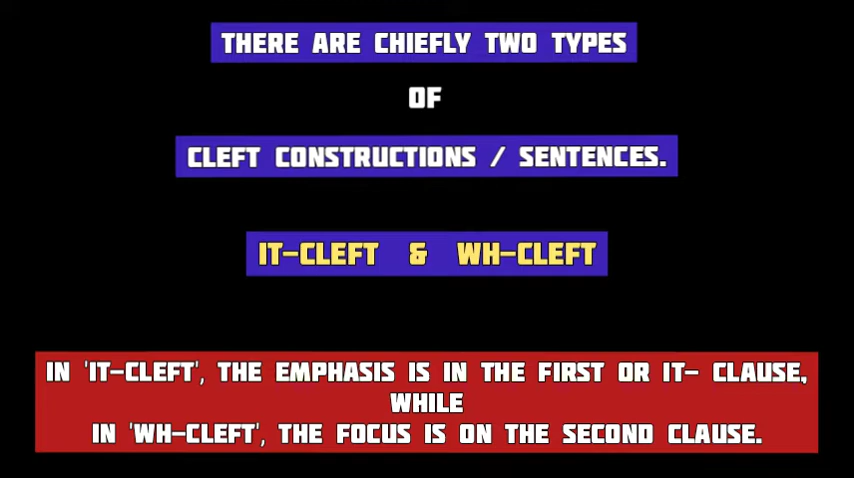 THERE ARE CHIEFLY TWO TYPES
OF
CLEFT CONSTRUCTIONS / SENTENCES.
IT-CLEFT & WH-CLEFT
IN 'IT-CLEFT', THE EMPHASIS IS IN THE FIRST OR IT- CLAUSE,
WHILE
IN 'WH-CLEFT', THE FOCUS IS ON THE SECOND CLAUSE.